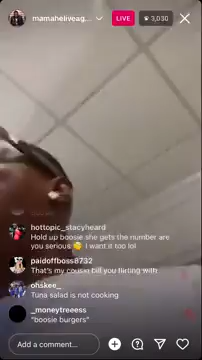 mamaheliveag...
LIVE
3,030
hottopic_stacyheard
Hold up boosie she gets the number are
you serious 😂 I want it too lol
paidoffboss8732
That's my cousin bill you flirting with
ohskee_
Tuna salad is not cooking
_moneytreeess
"boosie burgers"
Add a comment...